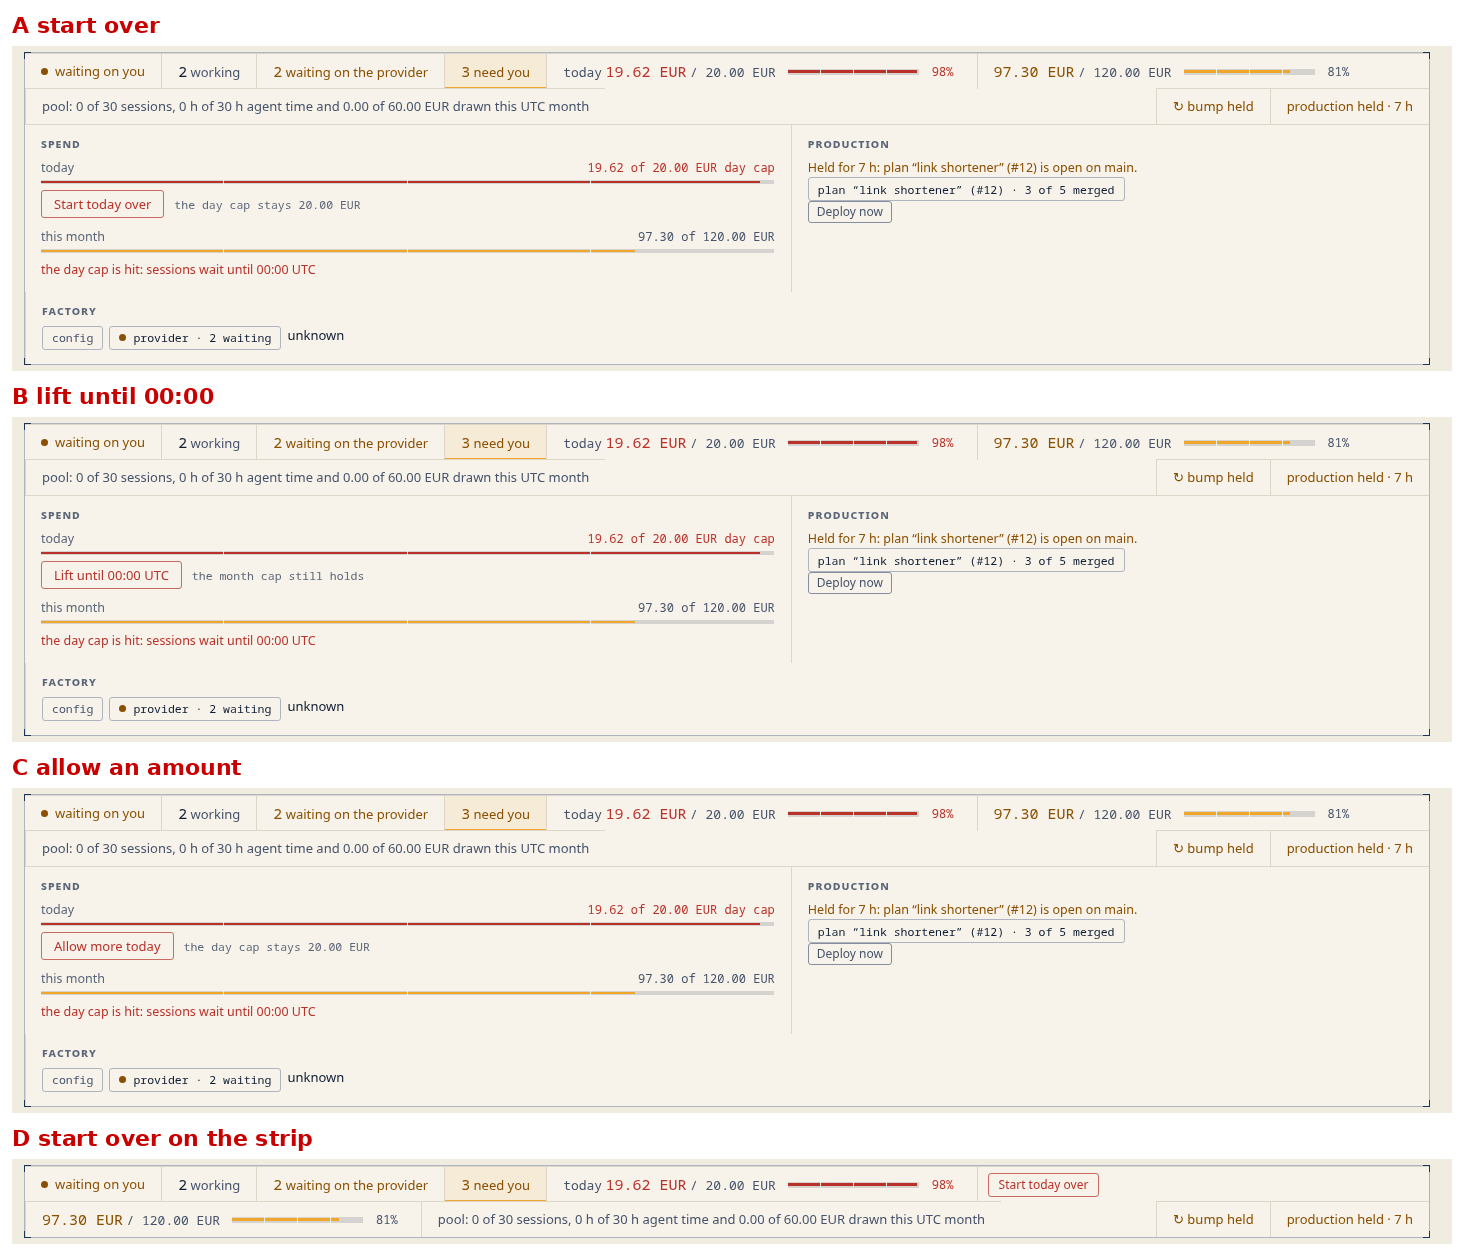 A start over
waiting on you 2 working 2 waiting on the provider 3 need you today 19.62 EUR / 20.00 EUR 98% 97.30 EUR / 120.00 EUR 81%
pool: 0 of 30 sessions, 0 h of 30 h agent time and 0.00 of 60.00 EUR drawn this UTC month ↻ bump held production held · 7 h
SPEND
today 19.62 of 20.00 EUR day cap
Start today over the day cap stays 20.00 EUR
this month 97.30 of 120.00 EUR
the day cap is hit: sessions wait until 00:00 UTC
PRODUCTION
Held for 7 h: plan “link shortener” (#12) is open on main.
plan “link shortener” (#12) · 3 of 5 merged
Deploy now
FACTORY
config provider · 2 waiting unknown
B lift until 00:00
waiting on you 2 working 2 waiting on the provider 3 need you today 19.62 EUR / 20.00 EUR 98% 97.30 EUR / 120.00 EUR 81%
pool: 0 of 30 sessions, 0 h of 30 h agent time and 0.00 of 60.00 EUR drawn this UTC month ↻ bump held production held · 7 h
SPEND
today 19.62 of 20.00 EUR day cap
Lift until 00:00 UTC the month cap still holds
this month 97.30 of 120.00 EUR
the day cap is hit: sessions wait until 00:00 UTC
PRODUCTION
Held for 7 h: plan “link shortener” (#12) is open on main.
plan “link shortener” (#12) · 3 of 5 merged
Deploy now
FACTORY
config provider · 2 waiting unknown
C allow an amount
waiting on you 2 working 2 waiting on the provider 3 need you today 19.62 EUR / 20.00 EUR 98% 97.30 EUR / 120.00 EUR 81%
pool: 0 of 30 sessions, 0 h of 30 h agent time and 0.00 of 60.00 EUR drawn this UTC month ↻ bump held production held · 7 h
SPEND
today 19.62 of 20.00 EUR day cap
Allow more today the day cap stays 20.00 EUR
this month 97.30 of 120.00 EUR
the day cap is hit: sessions wait until 00:00 UTC
PRODUCTION
Held for 7 h: plan “link shortener” (#12) is open on main.
plan “link shortener” (#12) · 3 of 5 merged
Deploy now
FACTORY
config provider · 2 waiting unknown
D start over on the strip
waiting on you 2 working 2 waiting on the provider 3 need you today 19.62 EUR / 20.00 EUR 98% Start today over
97.30 EUR / 120.00 EUR 81% pool: 0 of 30 sessions, 0 h of 30 h agent time and 0.00 of 60.00 EUR drawn this UTC month ↻ bump held production held · 7 h